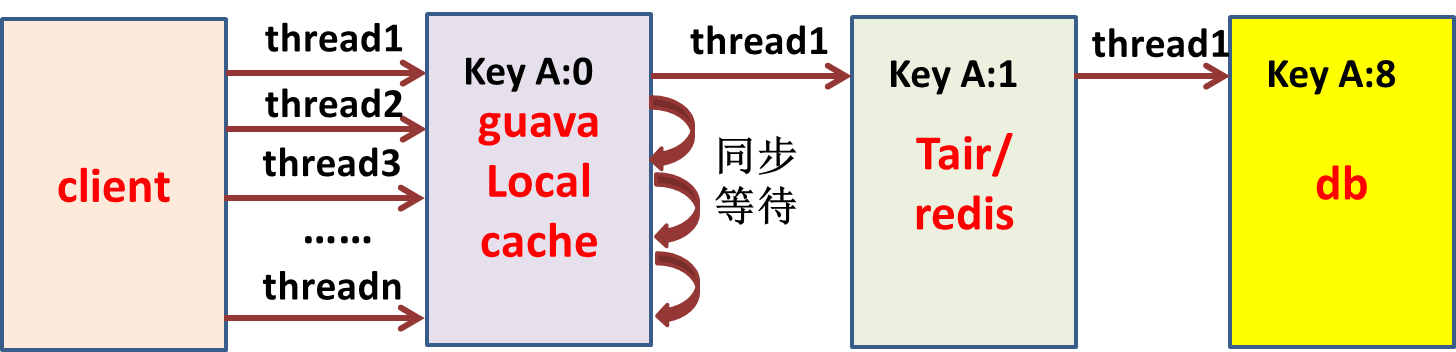 client
thread1
thread2
thread3
......
threadn
Key A:0
guava
Local
cache
同步
等待
thread1
Key A:1
Tair/
redis
thread1
Key A:8
db